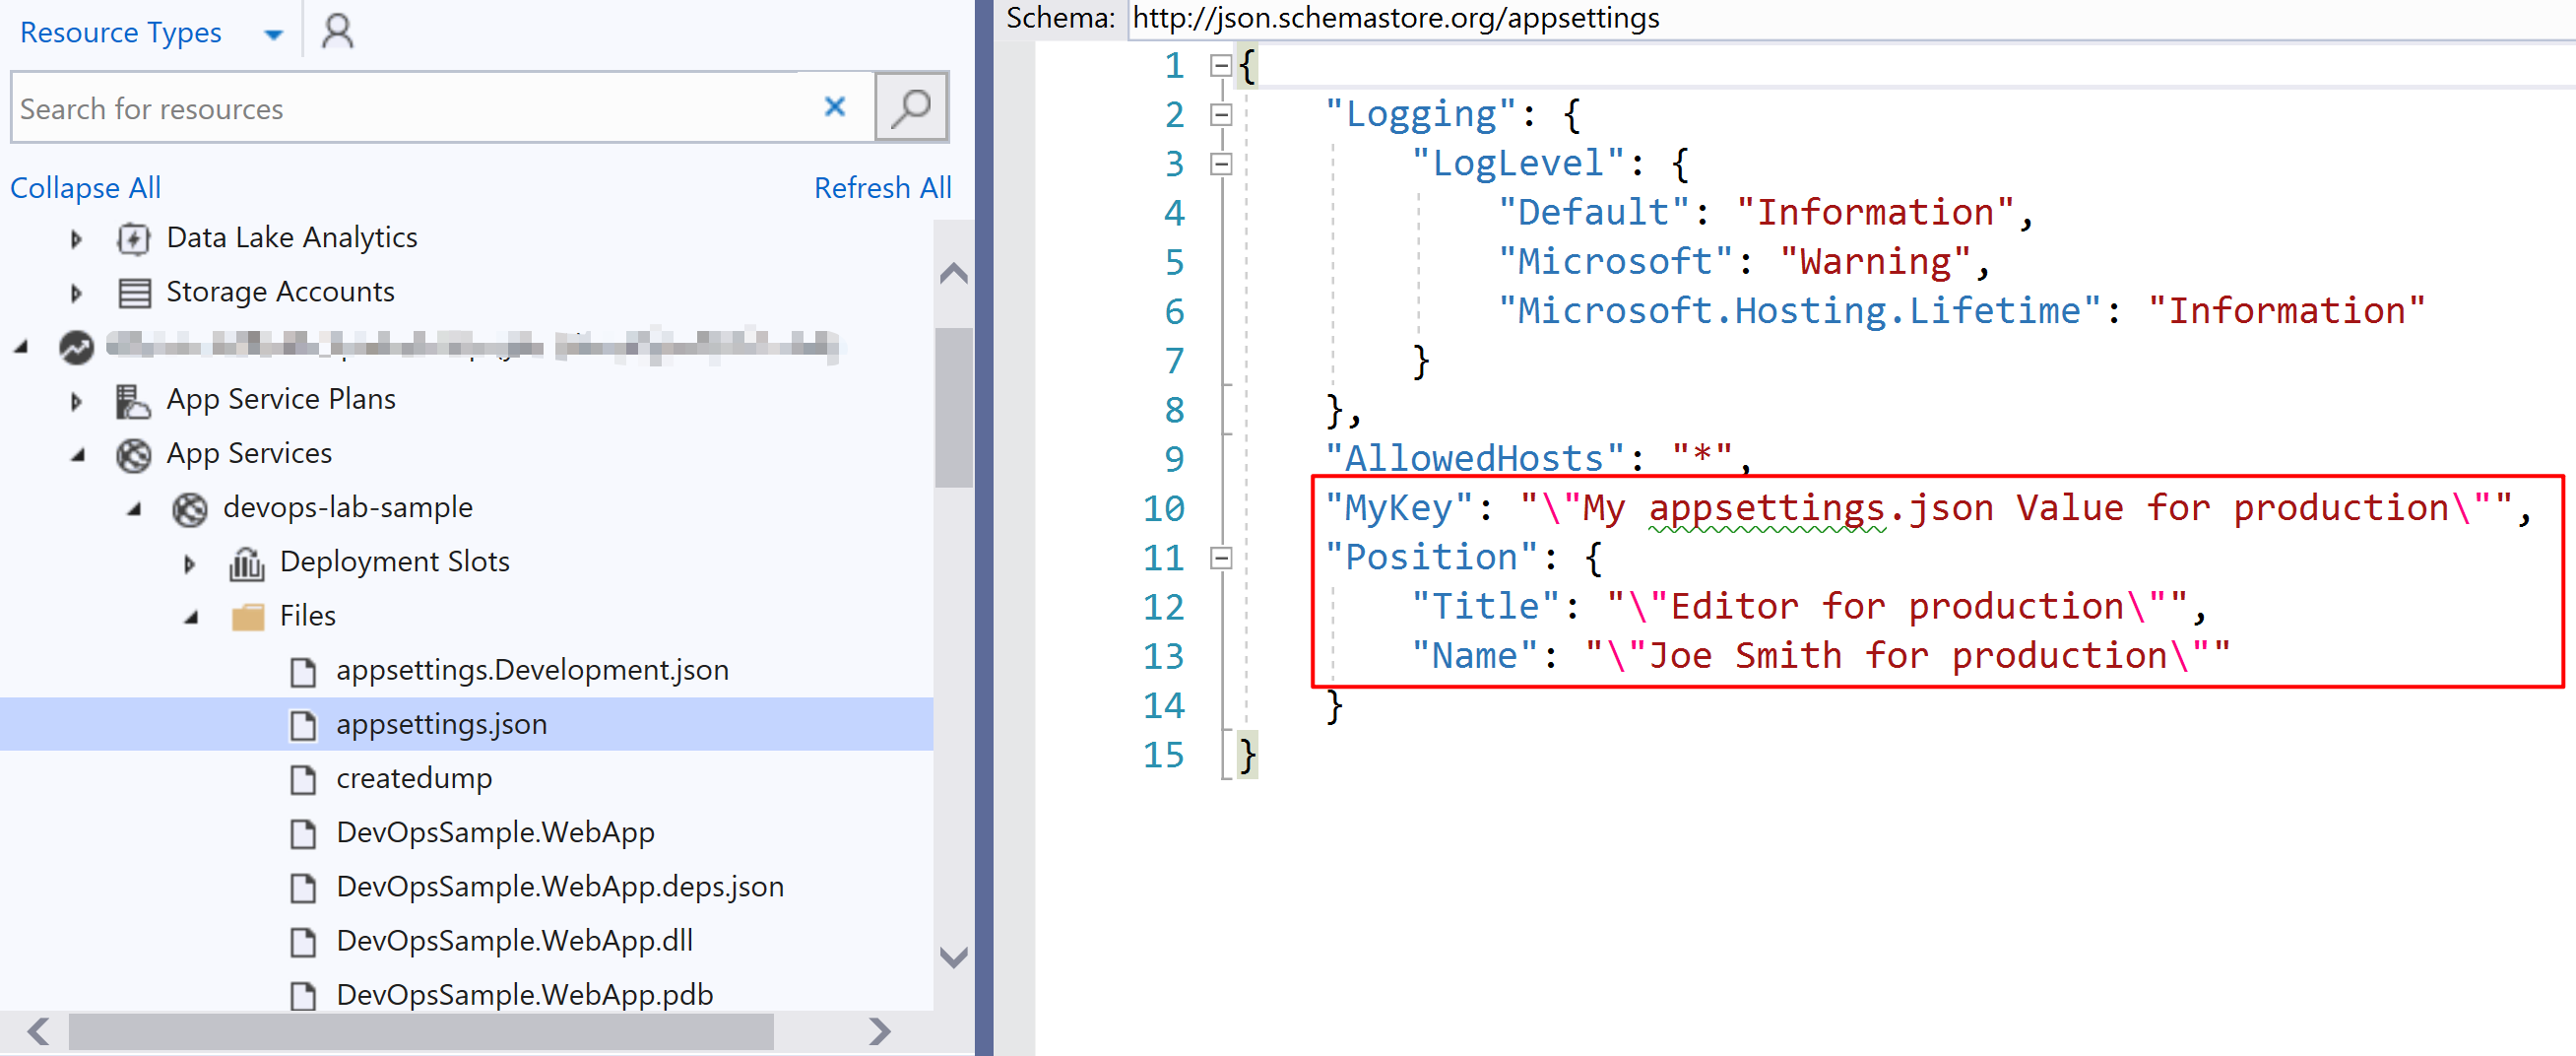 Resource Types
Search for resources
Collapse All
Refresh All
Data Lake Analytics
Storage Accounts
App Service Plans
App Services
devops-lab-sample
Deployment Slots
Files
appsettings.Development.json
appsettings.json
createdump
DevOpsSample.WebApp
DevOpsSample.WebApp.deps.json
DevOpsSample.WebApp.dll
DevOpsSample.WebApp.pdb
Schema: http://json.schemastore.org/appsettings
1 {
2 "Logging": {
3 "LogLevel": {
4 "Default": "Information",
5 "Microsoft": "Warning",
6 "Microsoft.Hosting.Lifetime": "Information"
7 }
8 },
9 "AllowedHosts": "*",
10 "MyKey": "\"My appsettings.json Value for production\"",
11 "Position": {
12 "Title": "\"Editor for production\"",
13 "Name": "\"Joe Smith for production\""
14 }
15 }